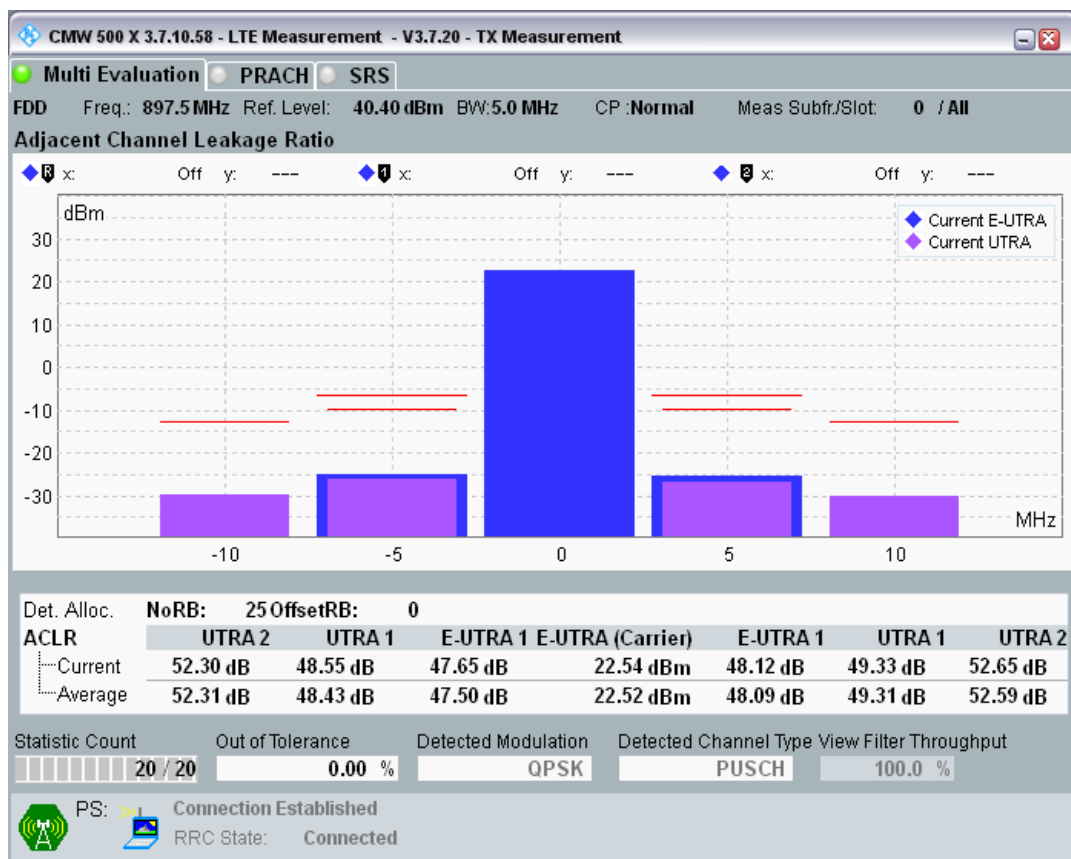 CMW 500 X 3.7.10.58 - LTE Measurement - V3.7.20 - TX Measurement
Multi Evaluation PRACH SRS
FDD Freq.: 897.5 MHz Ref. Level: 40.40 dBm BW:5.0 MHz CP :Normal Meas Subfr./Slot: 0 / All
Adjacent Channel Leakage Ratio
R x: Off y: --- 1 x: Off y: --- 2 x: Off y: ---
dBm
Current E-UTRA
Current UTRA
30
20
10
0
-10
-20
-30
MHz
-10 -5 0 5 10
Det. Alloc. NoRB: 25 OffsetRB: 0
ACLR UTRA 2 UTRA 1 E-UTRA 1 E-UTRA (Carrier) E-UTRA 1 UTRA 1 UTRA 2
Current 52.30 dB 48.55 dB 47.65 dB 22.54 dBm 48.12 dB 49.33 dB 52.65 dB
Average 52.31 dB 48.43 dB 47.50 dB 22.52 dBm 48.09 dB 49.31 dB 52.59 dB
Statistic Count Out of Tolerance Detected Modulation Detected Channel Type View Filter Throughput
20 / 20 0.00 % QPSK PUSCH 100.0 %
PS: Connection Established
RRC State: Connected